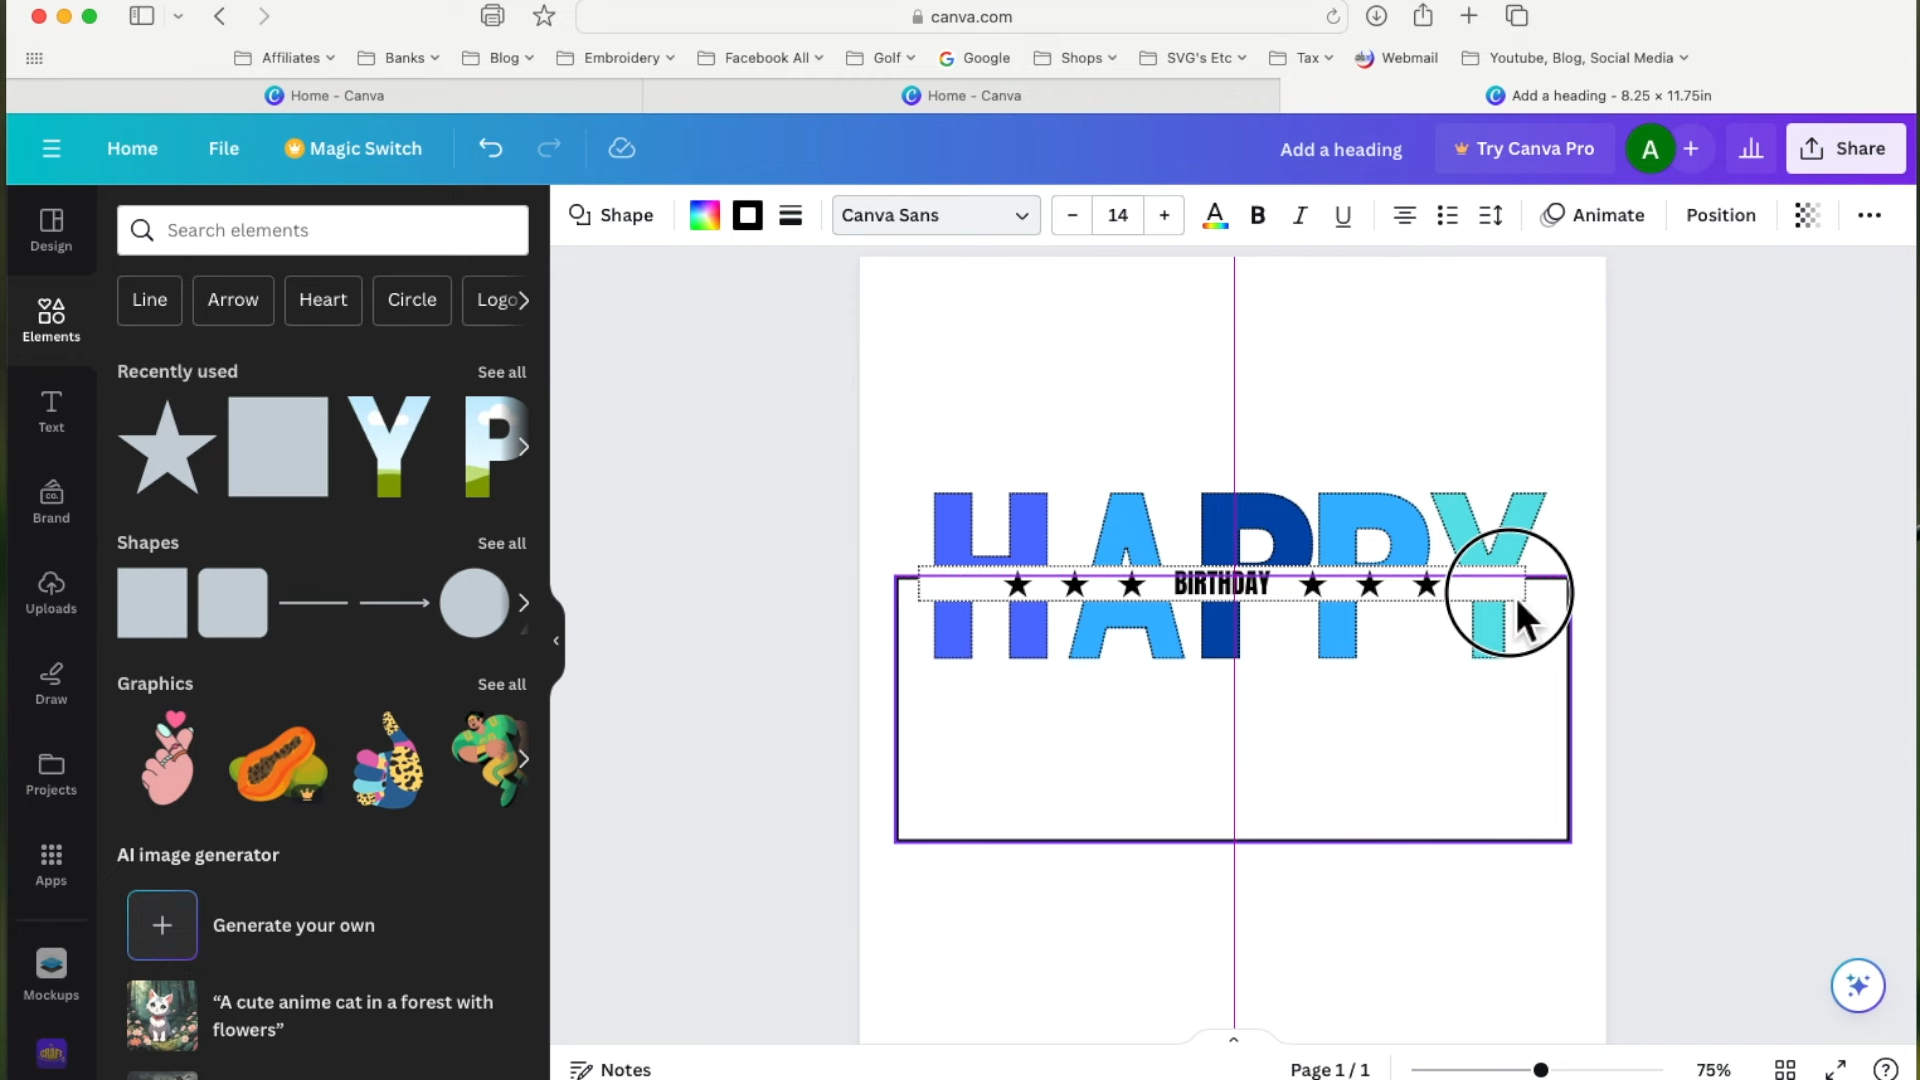 canva.com
Affiliates Banks Blog Embroidery Facebook All Golf Google Shops SVG's Etc Tax Webmail Youtube, Blog, Social Media
Home - Canva Home - Canva Add a heading - 8.25 × 11.75in
Home File Magic Switch Add a heading Try Canva Pro A Share
Shape Canva Sans 14 A B I U Animate Position
Search elements
Line Arrow Heart Circle Logo
Recently used See all
Y P
Shapes See all
Graphics See all
AI image generator
Generate your own
“A cute anime cat in a forest with
flowers”
Design
Elements
Text
Brand
Uploads
Draw
Projects
Apps
Mockups
CRAFT
HAPPY
BIRTHDAY
Notes Page 1 / 1 75%